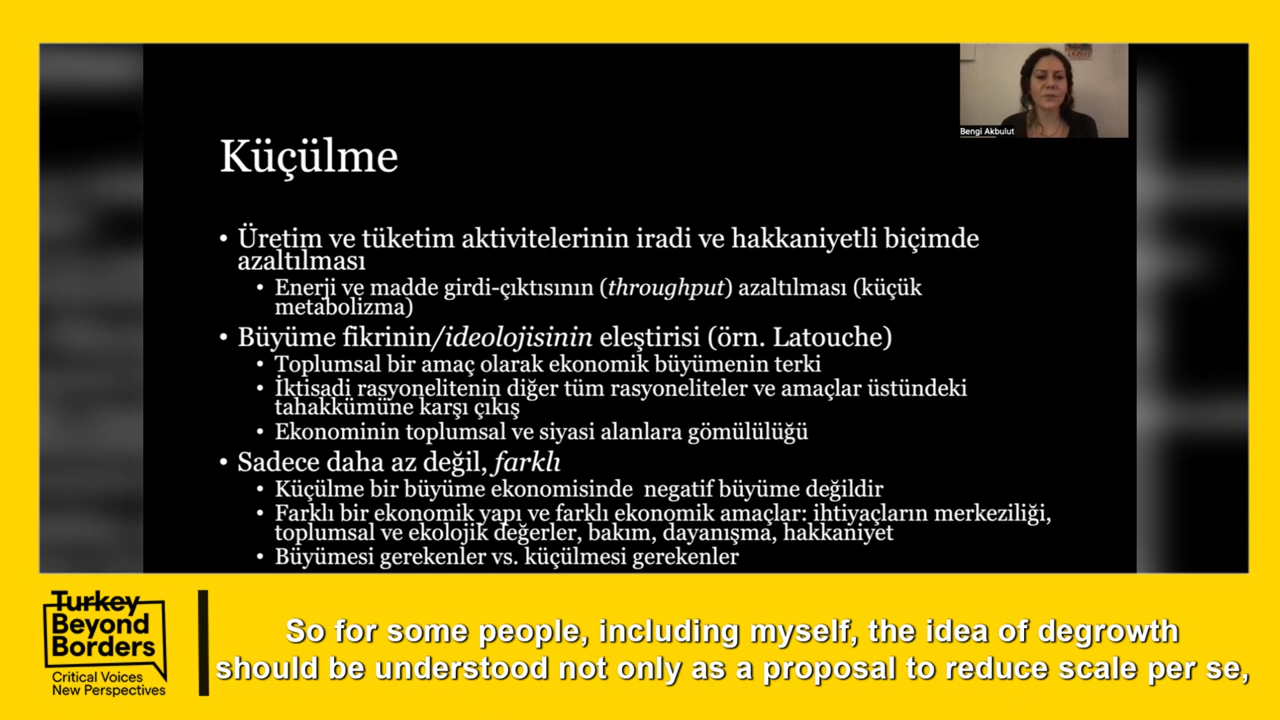 Bengi Akbulut
Küçülme
• Üretim ve tüketim aktivitelerinin iradi ve hakkaniyetli biçimde
azaltılması
• Enerji ve madde girdi-çıktısının (throughput) azaltılması (küçük
metabolizma)
• Büyüme fikrinin/ideolojisinin eleştirisi (örn. Latouche)
• Toplumsal bir amaç olarak ekonomik büyümenin terki
• İktisadi rasyonelitenin diğer tüm rasyoneliteler ve amaçlar üstündeki
tahakkümüne karşı çıkış
• Ekonominin toplumsal ve siyasi alanlara gömülülüğü
• Sadece daha az değil, farklı
• Küçülme bir büyüme ekonomisinde negatif büyüme değildir
• Farklı bir ekonomik yapı ve farklı ekonomik amaçlar: ihtiyaçların merkeziliği,
toplumsal ve ekolojik değerler, bakım, dayanışma, hakkaniyet
• Büyümesi gerekenler vs. küçülmesi gerekenler
Turkey
Beyond
Borders
Critical Voices
New Perspectives
So for some people, including myself, the idea of degrowth
should be understood not only as a proposal to reduce scale per se,